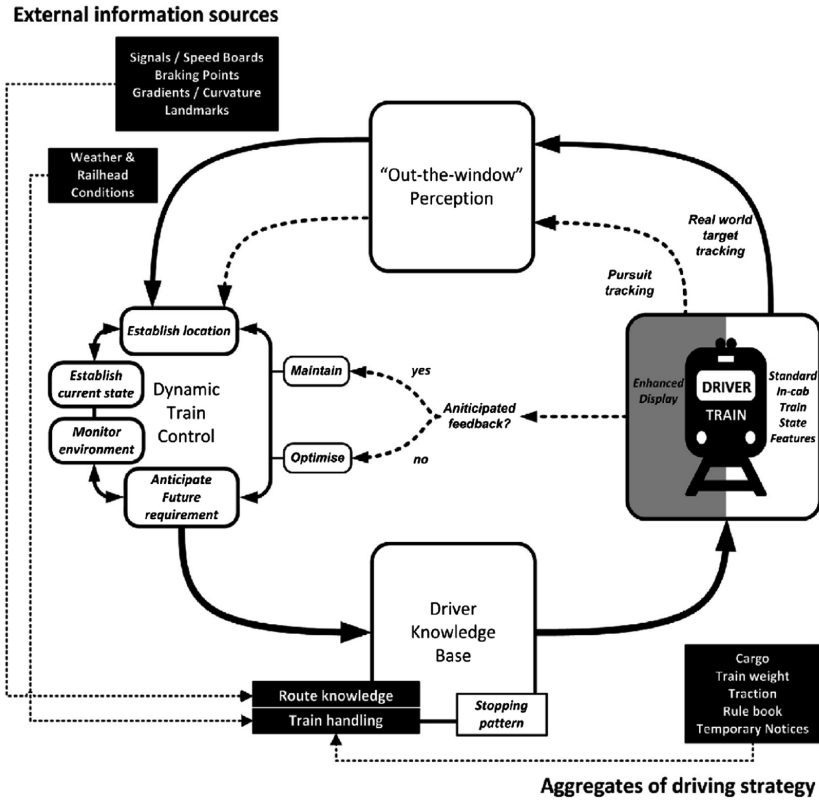 External information sources
Signals / Speed Boards
Braking Points
Gradients / Curvature
Landmarks
Weather &
Railhead
Conditions
“Out-the-window”
Perception
Real world
target
tracking
Pursuit
tracking
Establish location
Establish
current state
Monitor
environment
Dynamic
Train
Control
Anticipate
Future
requirement
Maintain
Optimise
yes
Aniticipated
feedback?
no
Enhanced
Display
DRIVER
TRAIN
Standard
In-cab
Train
State
Features
Driver
Knowledge
Base
Route knowledge
Train handling
Stopping
pattern
Cargo
Train weight
Traction
Rule book
Temporary Notices
Aggregates of driving strategy